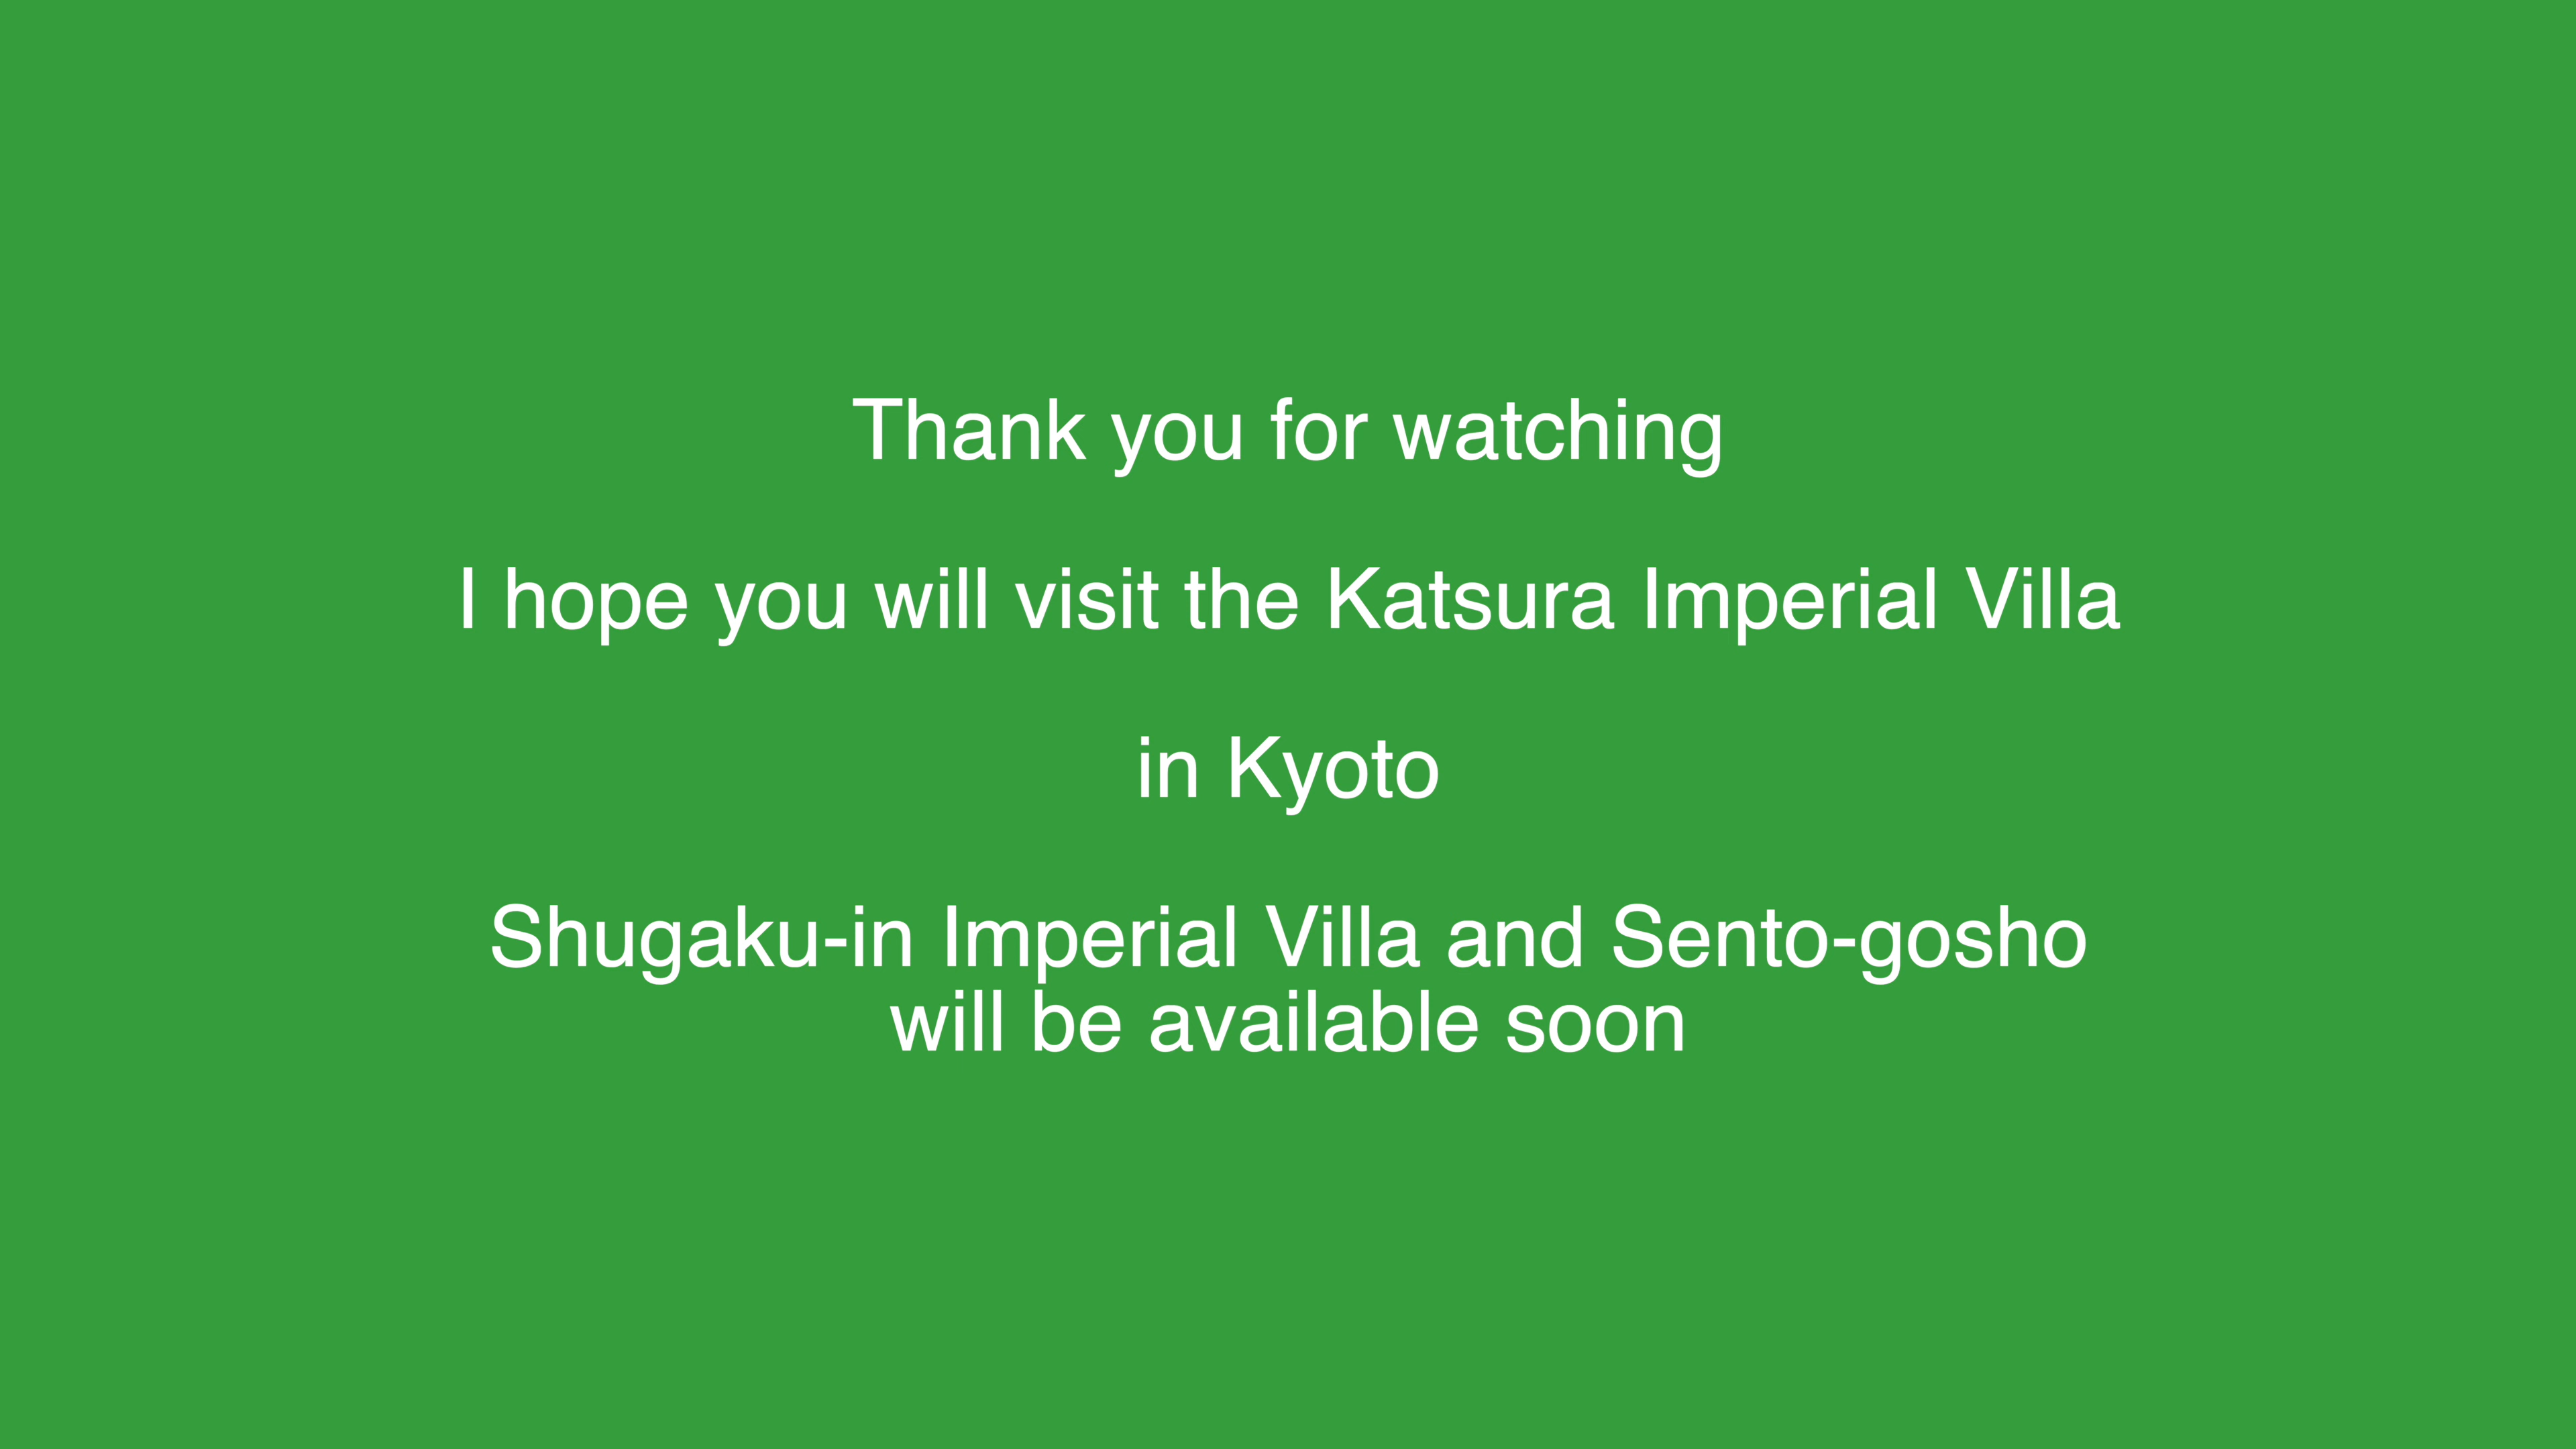 Thank you for watching
I hope you will visit the Katsura Imperial Villa
in Kyoto
Shugaku-in Imperial Villa and Sento-gosho
will be available soon